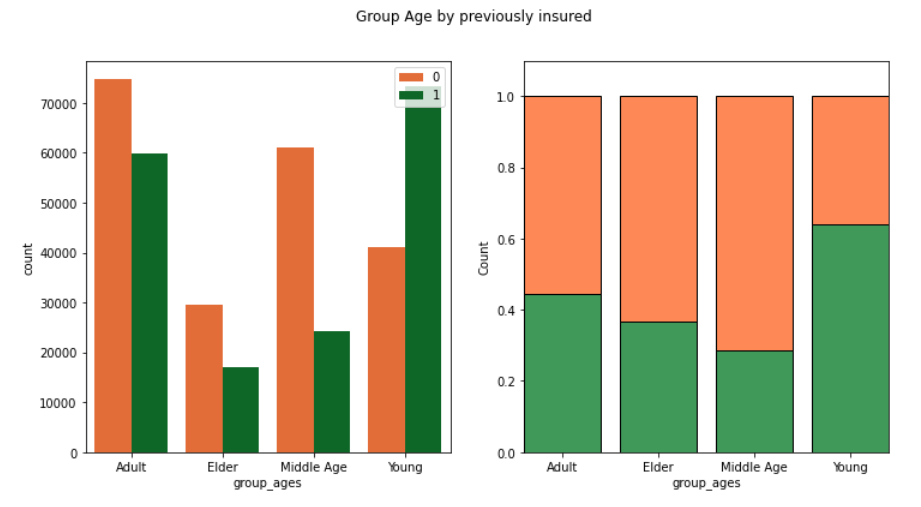 Group Age by previously insured
0
1
70000
60000
50000
40000
30000
20000
10000
0
count
Adult Elder Middle Age Young
group_ages
1.0
0.8
0.6
0.4
0.2
0.0
Count
Adult Elder Middle Age Young
group_ages